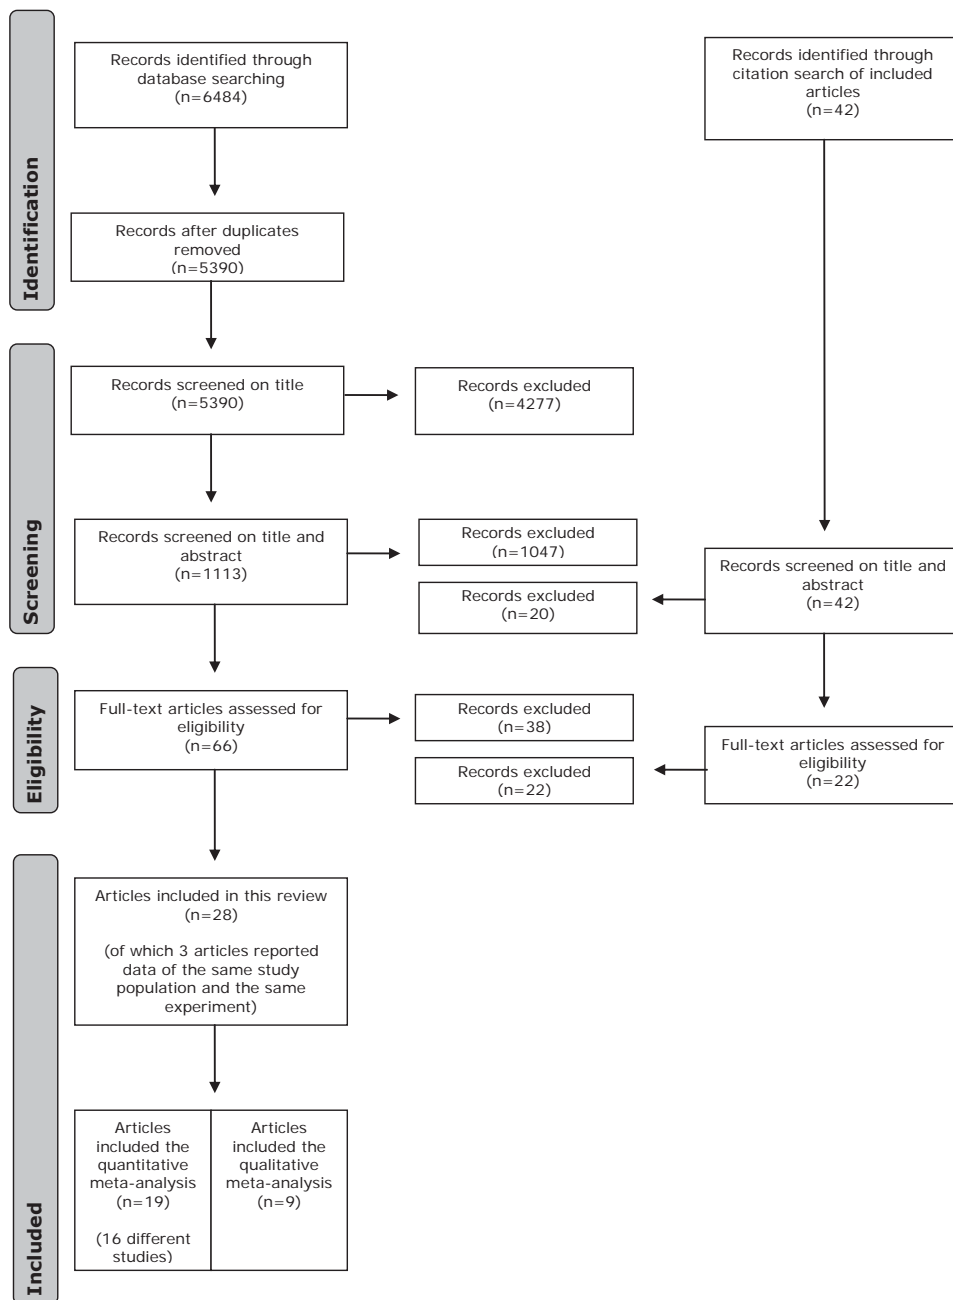 Identification
Records identified through
database searching
(n=6484)
Records identified through
citation search of included
articles
(n=42)
Records after duplicates
removed
(n=5390)
Screening
Records screened on title
(n=5390)
Records excluded
(n=4277)
Records screened on title and
abstract
(n=1113)
Records excluded
(n=1047)
Records excluded
(n=20)
Records screened on title and
abstract
(n=42)
Eligibility
Full-text articles assessed for
eligibility
(n=66)
Records excluded
(n=38)
Records excluded
(n=22)
Full-text articles assessed for
eligibility
(n=22)
Included
Articles included in this review
(n=28)
(of which 3 articles reported
data of the same study
population and the same
experiment)
Articles
included the
quantitative
meta-analysis
(n=19)
(16 different
studies)
Articles
included the
qualitative
meta-analysis
(n=9)